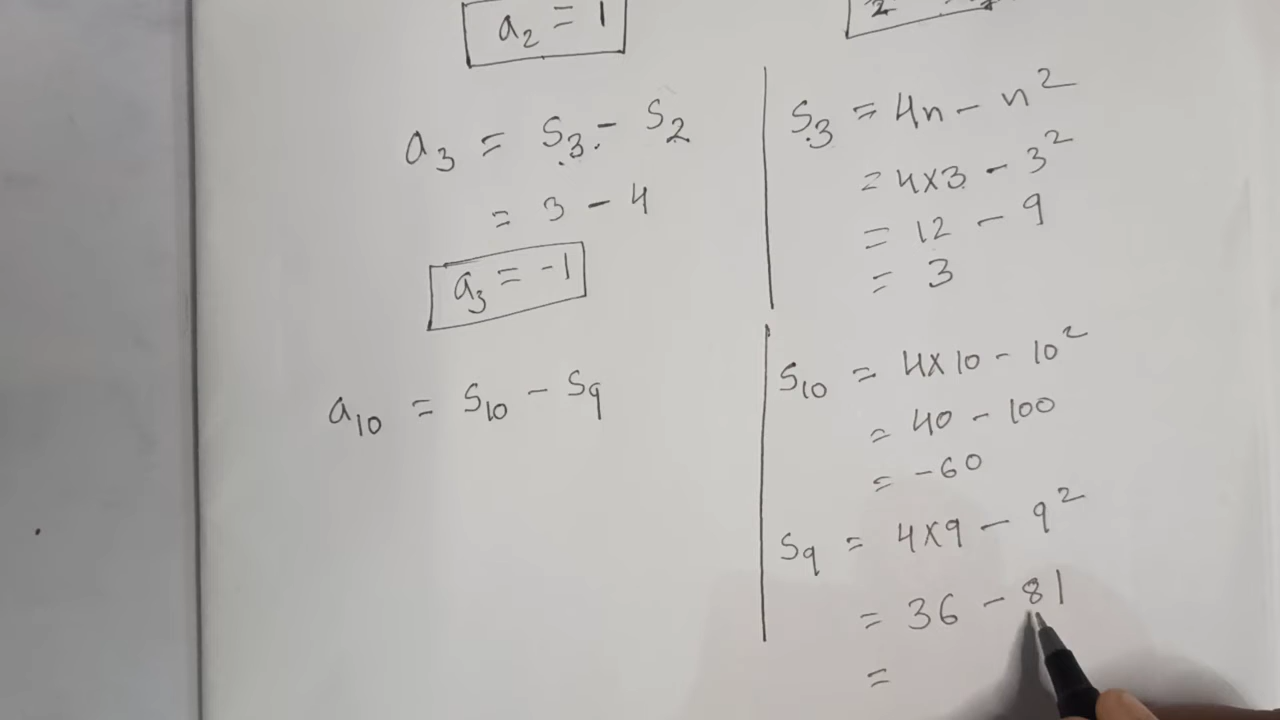 a₂ = 1
a₃ = S₃ - S₂
= 3 - 4
a₃ = -1
a₁₀ = S₁₀ - S₉
S₃ = 4n - n²
= 4×3 - 3²
= 12 - 9
= 3
S₁₀ = 4×10 - 10²
= 40 - 100
= -60
S₉ = 4×9 - 9²
= 36 - 81
=